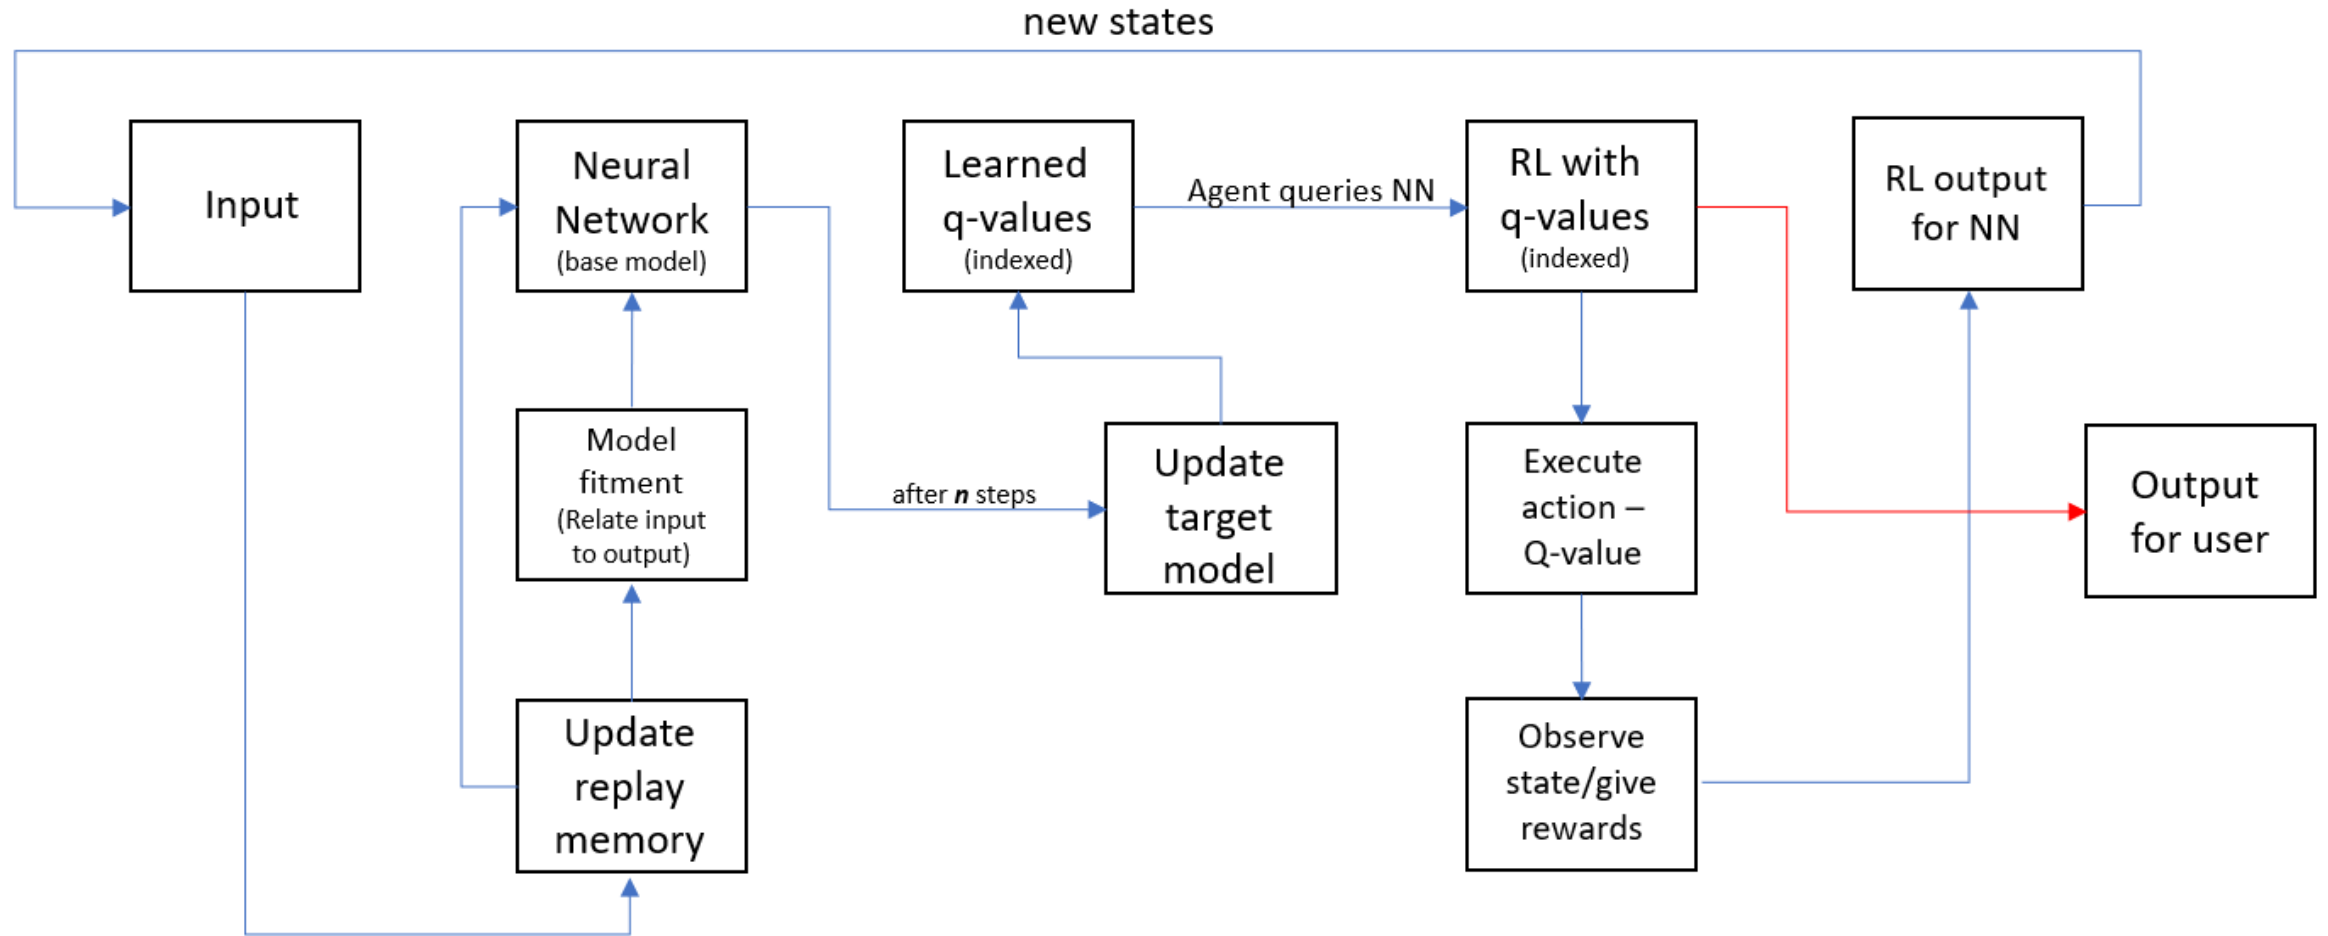 new states
Input
Neural
Network
(base model)
Learned
q-values
(indexed)
Agent queries NN
RL with
q-values
(indexed)
RL output
for NN
Model
fitment
(Relate input
to output)
after n steps
Update
target
model
Execute
action –
Q-value
Output
for user
Update
replay
memory
Observe
state/give
rewards